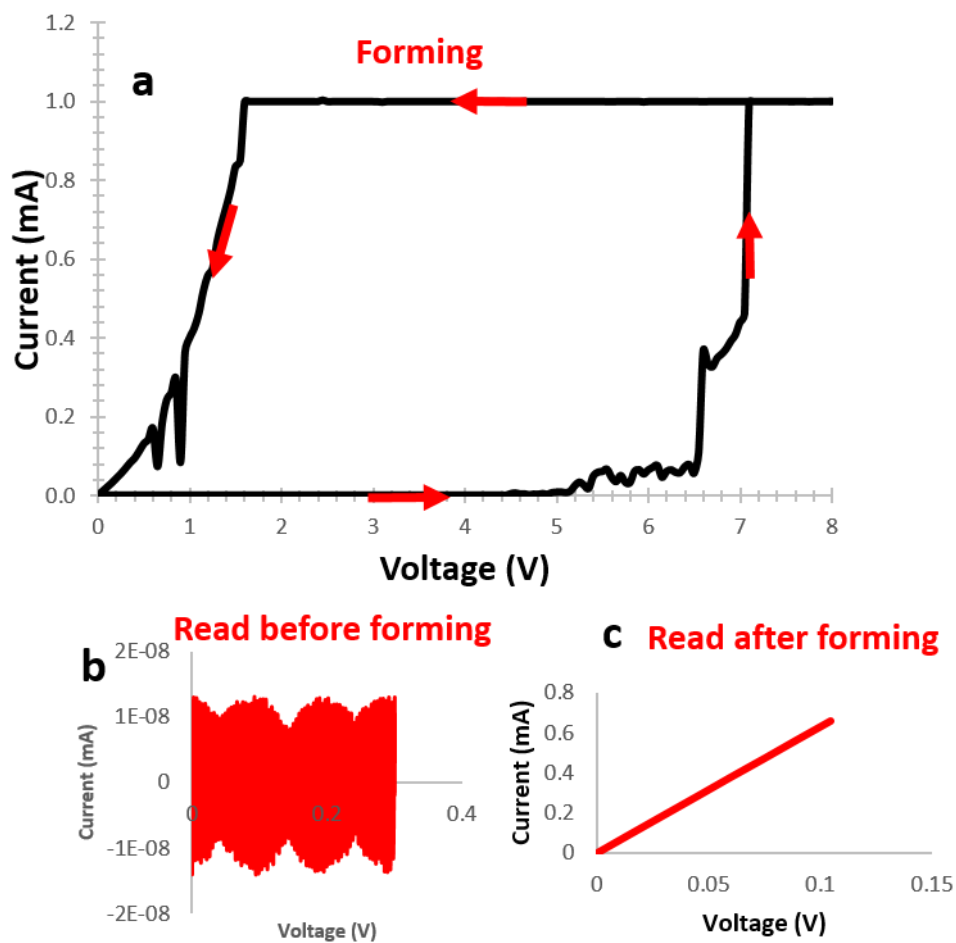 Forming
a
1.2
1.0
0.8
0.6
0.4
0.2
0.0
Current (mA)
0 1 2 3 4 5 6 7 8
Voltage (V)
Read before forming
b
2E-08
1E-08
0
-1E-08
-2E-08
Current (mA)
0 0.2 0.4
Voltage (V)
c Read after forming
0.8
0.6
0.4
0.2
0
Current (mA)
0 0.05 0.1 0.15
Voltage (V)